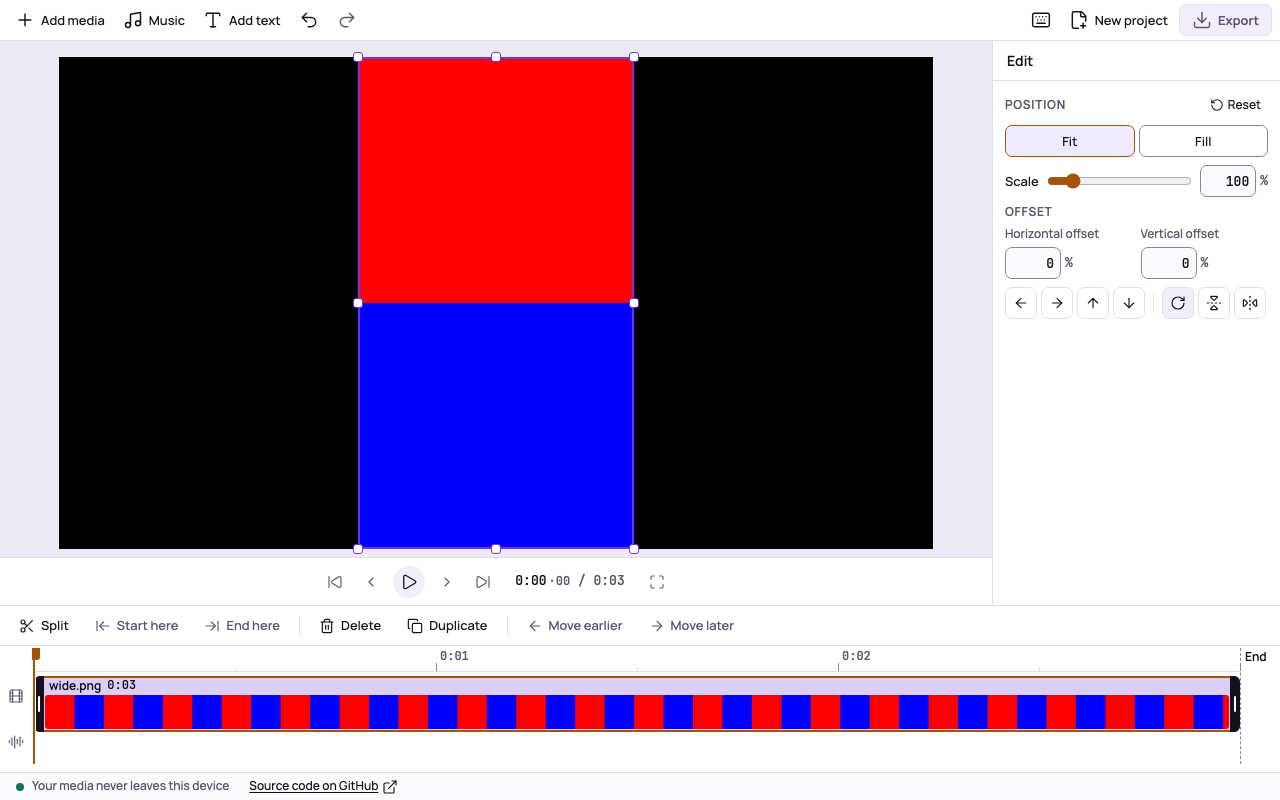 Add media Music Add text New project Export
Edit
POSITION Reset
Fit Fill
Scale 100 %
OFFSET
Horizontal offset Vertical offset
0 % 0 %
0:00·00 / 0:03
Split Start here End here Delete Duplicate Move earlier Move later
0:01 0:02 End
wide.png 0:03
Your media never leaves this device Source code on GitHub